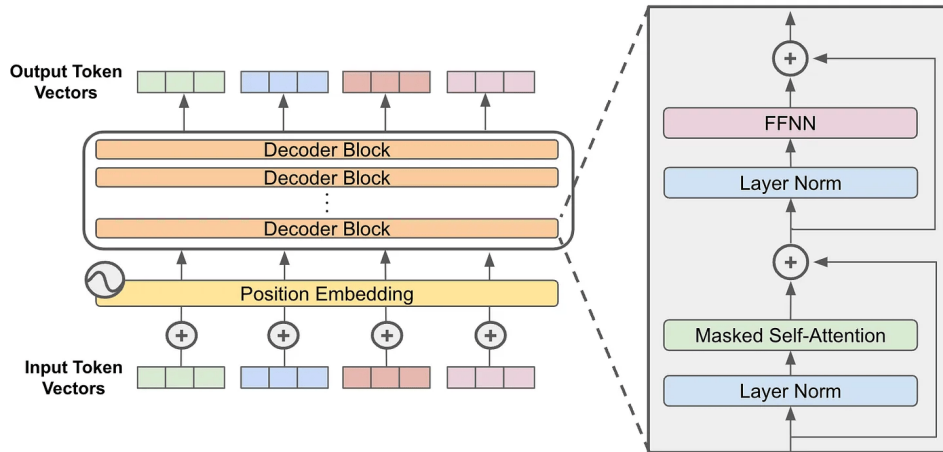 Output Token
Vectors
Decoder Block
Decoder Block
Decoder Block
Position Embedding
+
+
+
+
Input Token
Vectors
+
FFNN
Layer Norm
+
Masked Self-Attention
Layer Norm